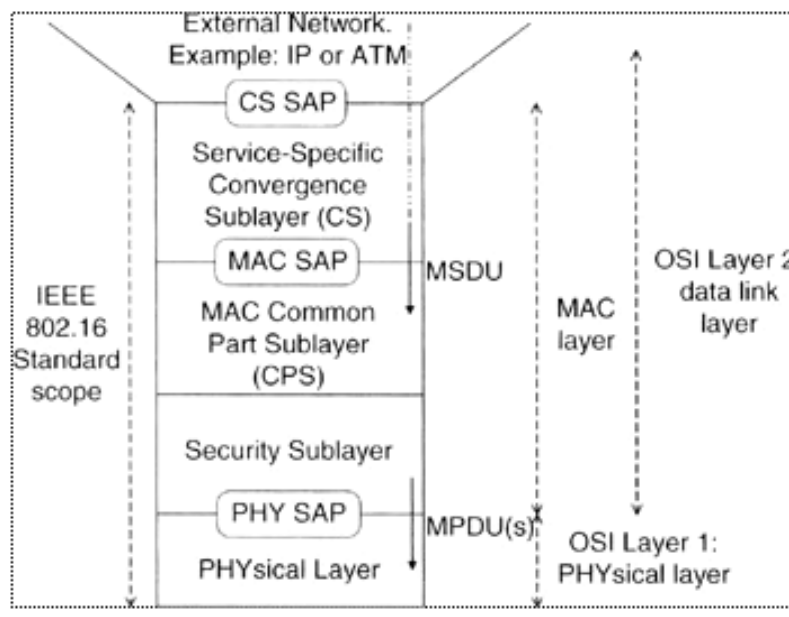 External Network.
Example: IP or ATM
CS SAP
Service-Specific
Convergence
Sublayer (CS)
MAC SAP
MSDU
MAC Common
Part Sublayer
(CPS)
Security Sublayer
PHY SAP
MPDU(s)
PHYsical Layer
IEEE
802.16
Standard
scope
MAC
layer
OSI Layer 2
data link
layer
OSI Layer 1:
PHYsical layer